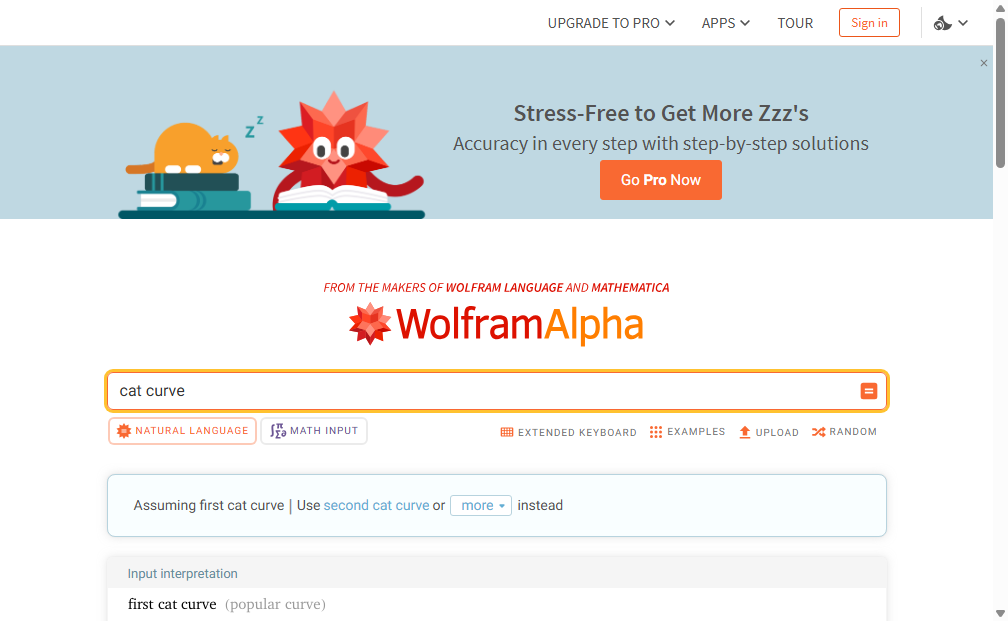 UPGRADE TO PRO APPS TOUR Sign in
×
Stress-Free to Get More Zzz's
Accuracy in every step with step-by-step solutions
Go Pro Now
z z
FROM THE MAKERS OF WOLFRAM LANGUAGE AND MATHEMATICA
WolframAlpha
cat curve
NATURAL LANGUAGE MATH INPUT EXTENDED KEYBOARD EXAMPLES UPLOAD RANDOM
Assuming first cat curve | Use second cat curve or more instead
Input interpretation
first cat curve (popular curve)